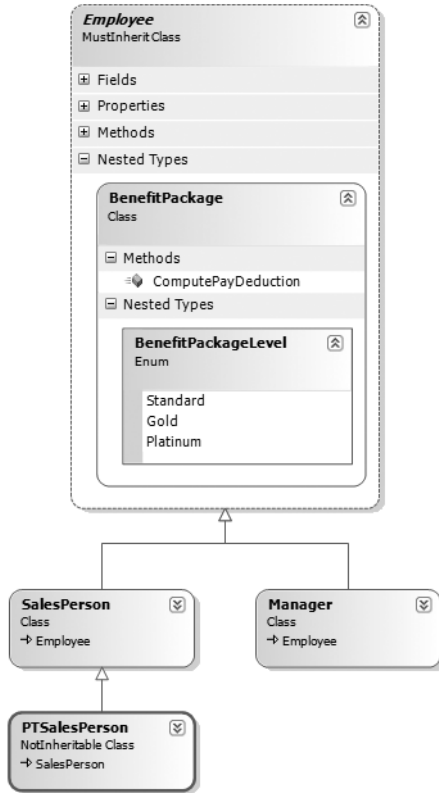 Employee
MustInherit Class
Fields
Properties
Methods
Nested Types
BenefitPackage
Class
Methods
ComputePayDeduction
Nested Types
BenefitPackageLevel
Enum
Standard
Gold
Platinum
SalesPerson
Class
Employee
Manager
Class
Employee
PTSalesPerson
NotInheritable Class
SalesPerson